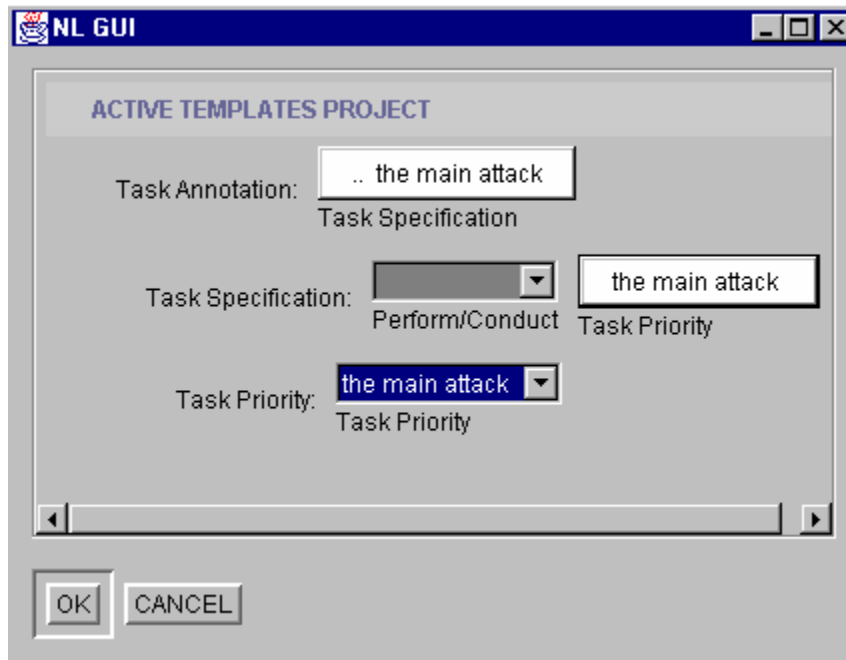 NL GUI
ACTIVE TEMPLATES PROJECT
Task Annotation: .. the main attack
Task Specification
Task Specification: the main attack
Perform/Conduct Task Priority
Task Priority: the main attack
Task Priority
OK CANCEL